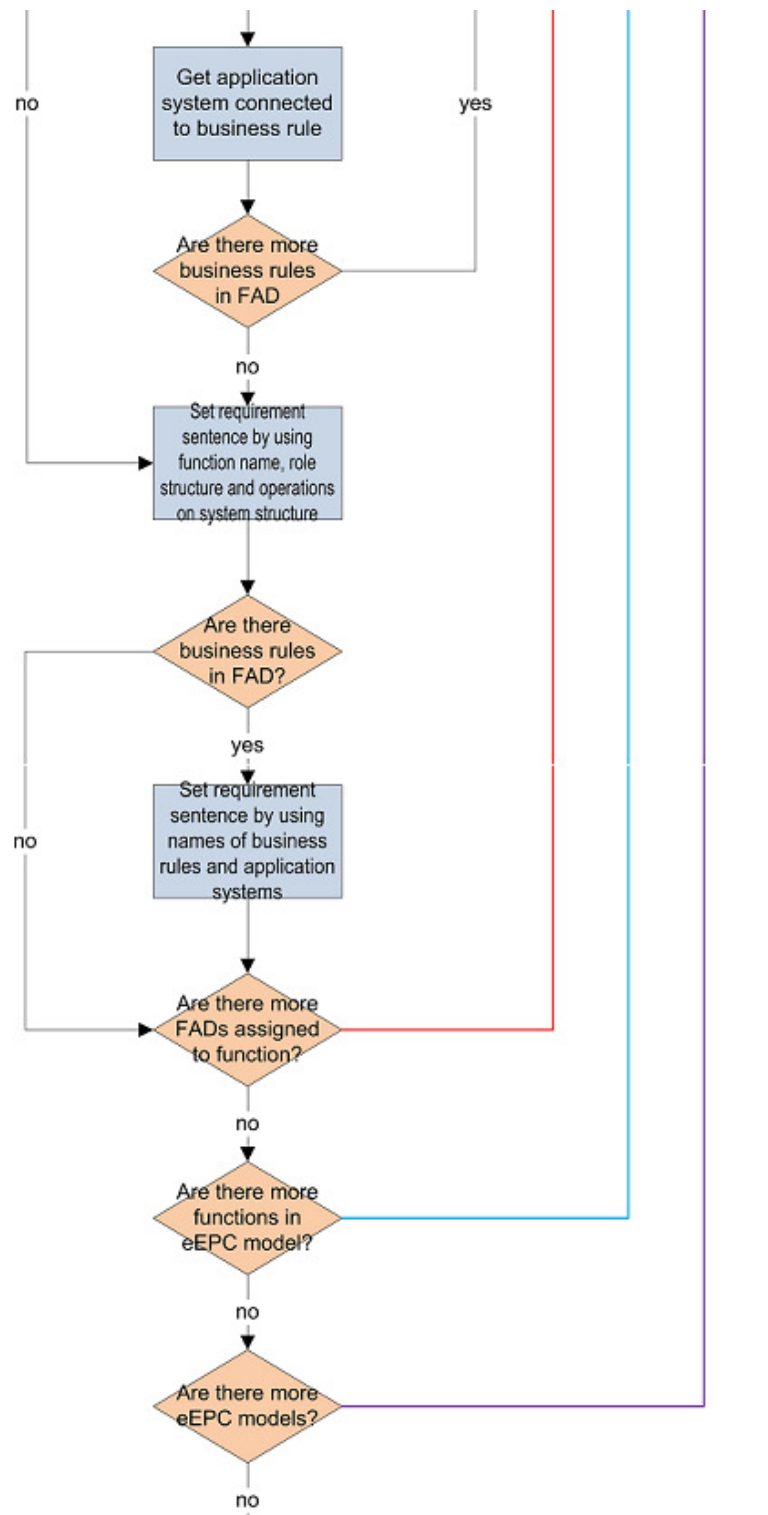 Get application
system connected
to business rule
no
yes
Are there more
business rules
in FAD
no
Set requirement
sentence by using
function name, role
structure and operations
on system structure
Are there
business rules
in FAD?
yes
Set requirement
sentence by using
names of business
rules and application
systems
no
Are there more
FADs assigned
to function?
no
Are there more
functions in
eEPC model?
no
Are there more
eEPC models?
no